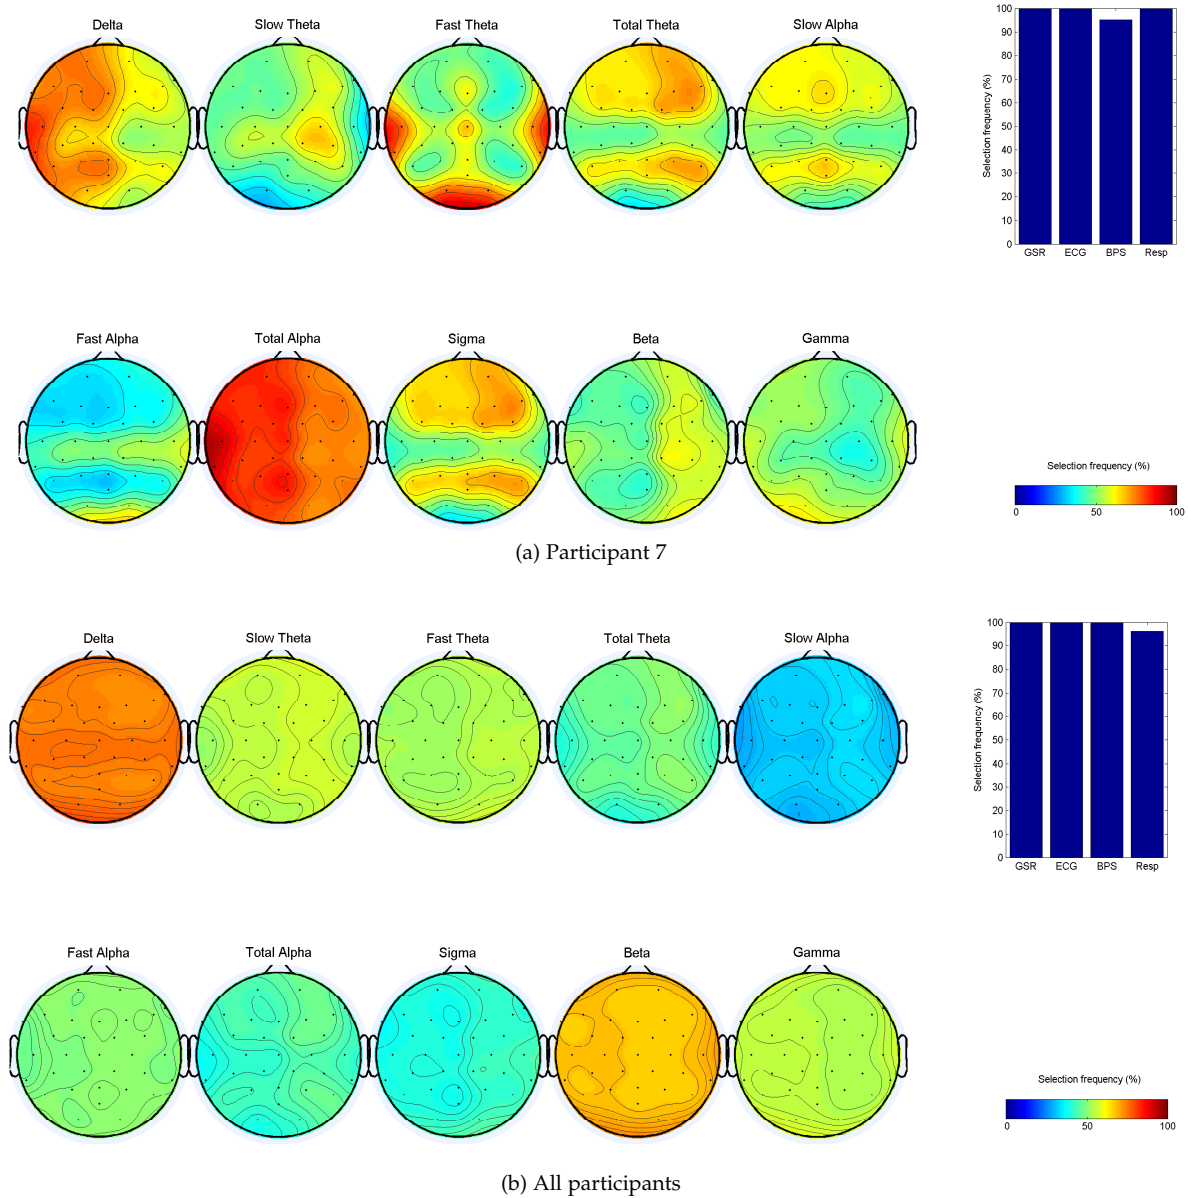 Delta
Slow Theta
Fast Theta
Total Theta
Slow Alpha
100
90
80
70
60
50
40
30
20
10
0
Selection frequency (%)
GSR ECG BPS Resp
Fast Alpha
Total Alpha
Sigma
Beta
Gamma
Selection frequency (%)
0 50 100
(a) Participant 7
Delta
Slow Theta
Fast Theta
Total Theta
Slow Alpha
100
90
80
70
60
50
40
30
20
10
0
Selection frequency (%)
GSR ECG BPS Resp
Fast Alpha
Total Alpha
Sigma
Beta
Gamma
Selection frequency (%)
0 50 100
(b) All participants